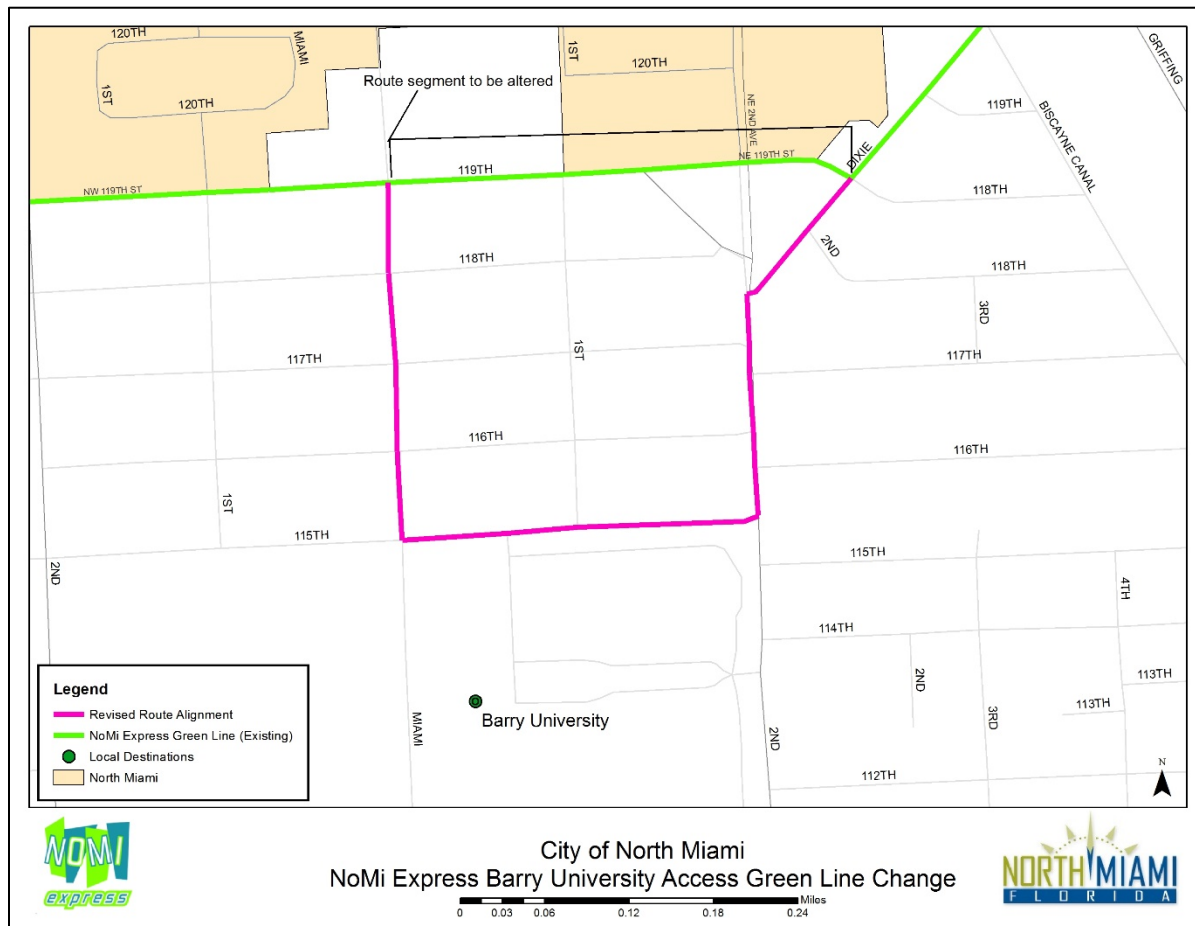 120TH
MIAMI
1ST
120TH
1ST
120TH
NE 2ND AVE
GRIFFING
Route segment to be altered
119TH
BISCAYNE CANAL
DIXIE
NE 119TH ST
119TH
NW 119TH ST
118TH
2ND
118TH
118TH
3RD
1ST
117TH
117TH
116TH
116TH
1ST
115TH
2ND
115TH
4TH
114TH
2ND
3RD
113TH
113TH
112TH
MIAMI
2ND
Barry University
N
Legend
Revised Route Alignment
NoMi Express Green Line (Existing)
Local Destinations
North Miami
NOMI
express
City of North Miami
NoMi Express Barry University Access Green Line Change
Miles
0 0.03 0.06 0.12 0.18 0.24
NORTH MIAMI
FLORIDA